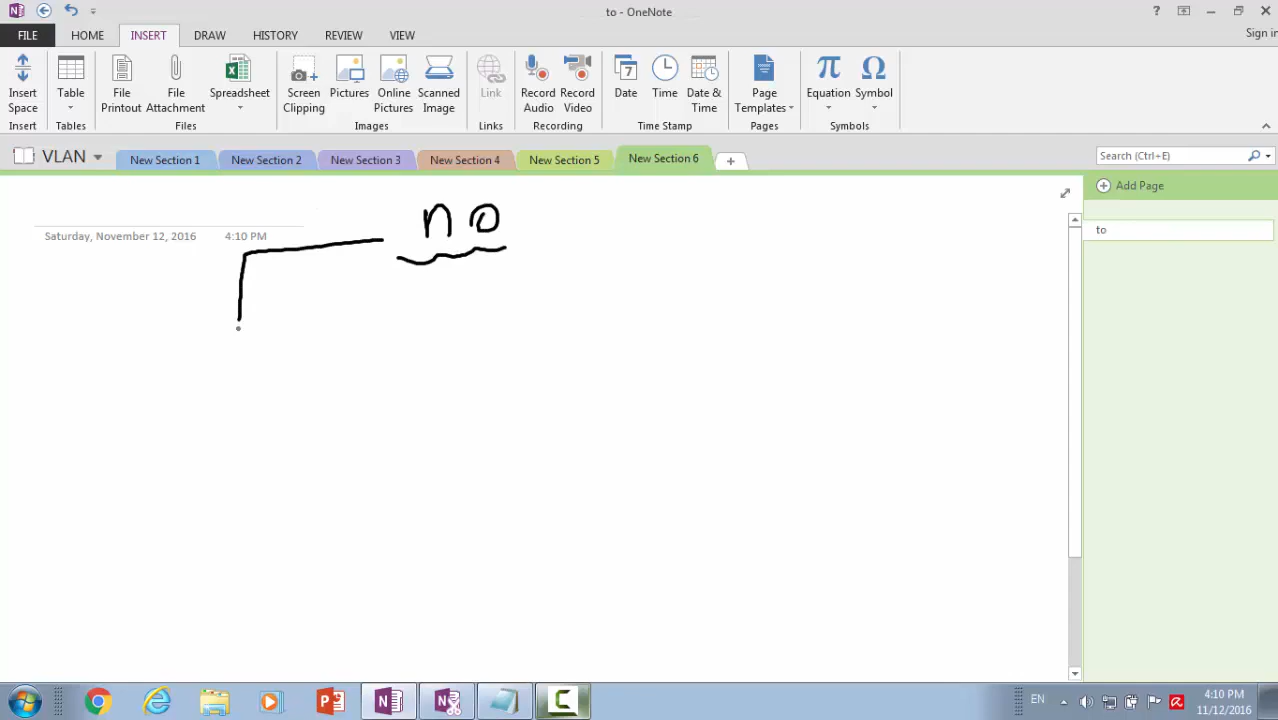 to - OneNote
?
Sign in
FILE HOME INSERT DRAW HISTORY REVIEW VIEW
Insert Space
Table
File Printout
File Attachment
Spreadsheet
Screen Clipping
Pictures
Online Pictures
Scanned Image
Link
Record Audio
Record Video
Date
Time
Date & Time
Page Templates
π Equation
Ω Symbol
Insert Tables Files Images Links Recording Time Stamp Pages Symbols
VLAN New Section 1 New Section 2 New Section 3 New Section 4 New Section 5 New Section 6 Search (Ctrl+E)
Add Page
to
no
Saturday, November 12, 2016 4:10 PM
EN
4:10 PM
11/12/2016